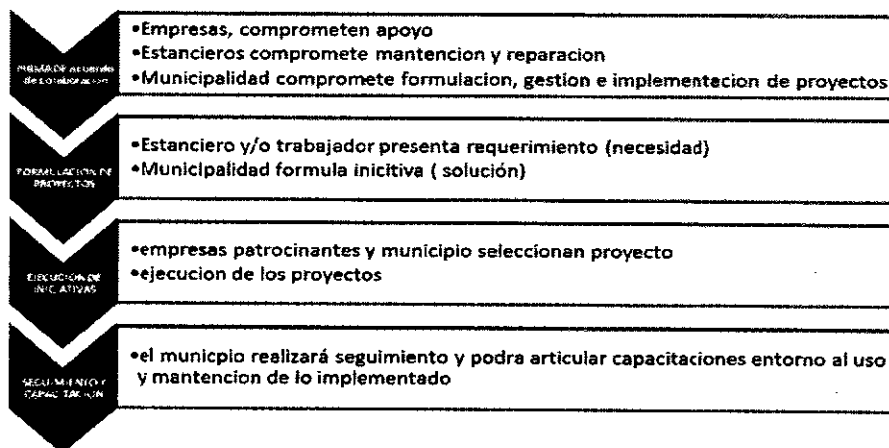 FIRMA DE Acuerdo
de colaboracion
•Empresas, comprometen apoyo
•Estancieros compromete mantencion y reparacion
•Municipalidad compromete formulacion, gestion e implementacion de proyectos
FORMULACION DE
PROYECTOS
•Estanciero y/o trabajador presenta requerimiento (necesidad)
•Municipalidad formula inicitiva ( solución)
EJECUCION DE
INICIATIVAS
•empresas patrocinantes y municipio seleccionan proyecto
•ejecucion de los proyectos
SEGUIMIENTO Y
CAPACITACION
•el municpio realizará seguimiento y podra articular capacitaciones entorno al uso
y mantencion de lo implementado